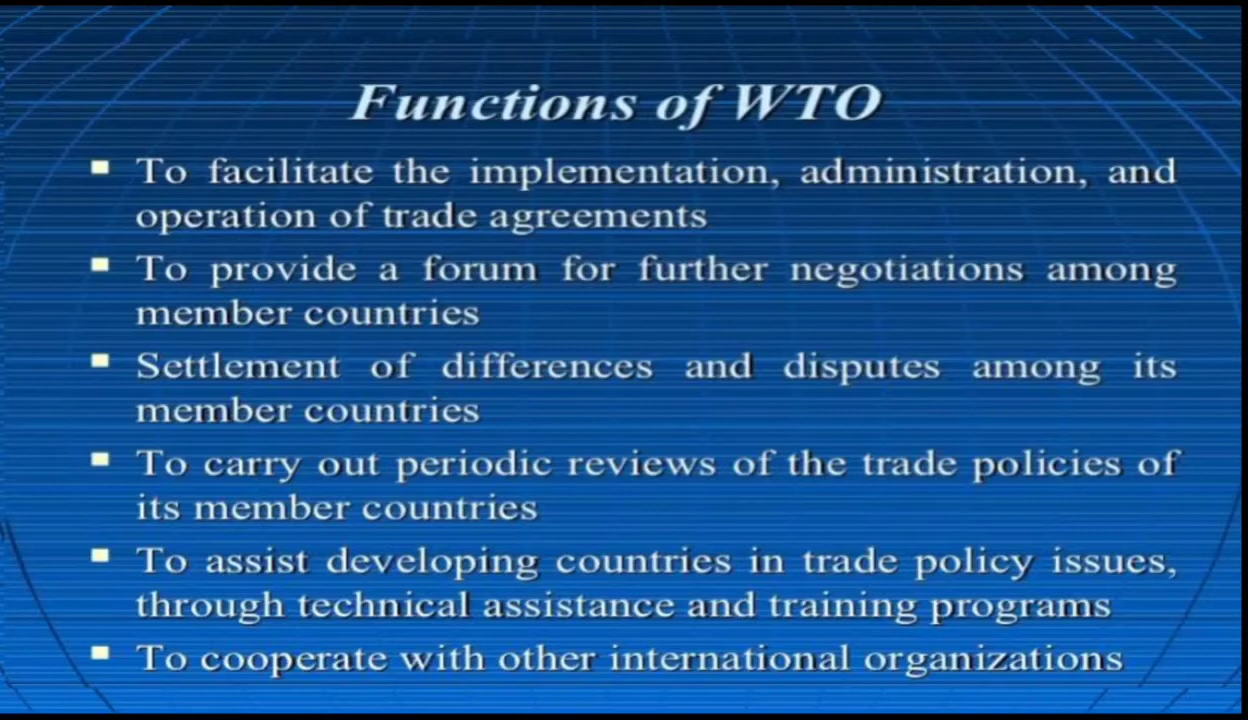 Functions of WTO
To facilitate the implementation, administration, and
operation of trade agreements
To provide a forum for further negotiations among
member countries
Settlement of differences and disputes among its
member countries
To carry out periodic reviews of the trade policies of
its member countries
To assist developing countries in trade policy issues,
through technical assistance and training programs
To cooperate with other international organizations